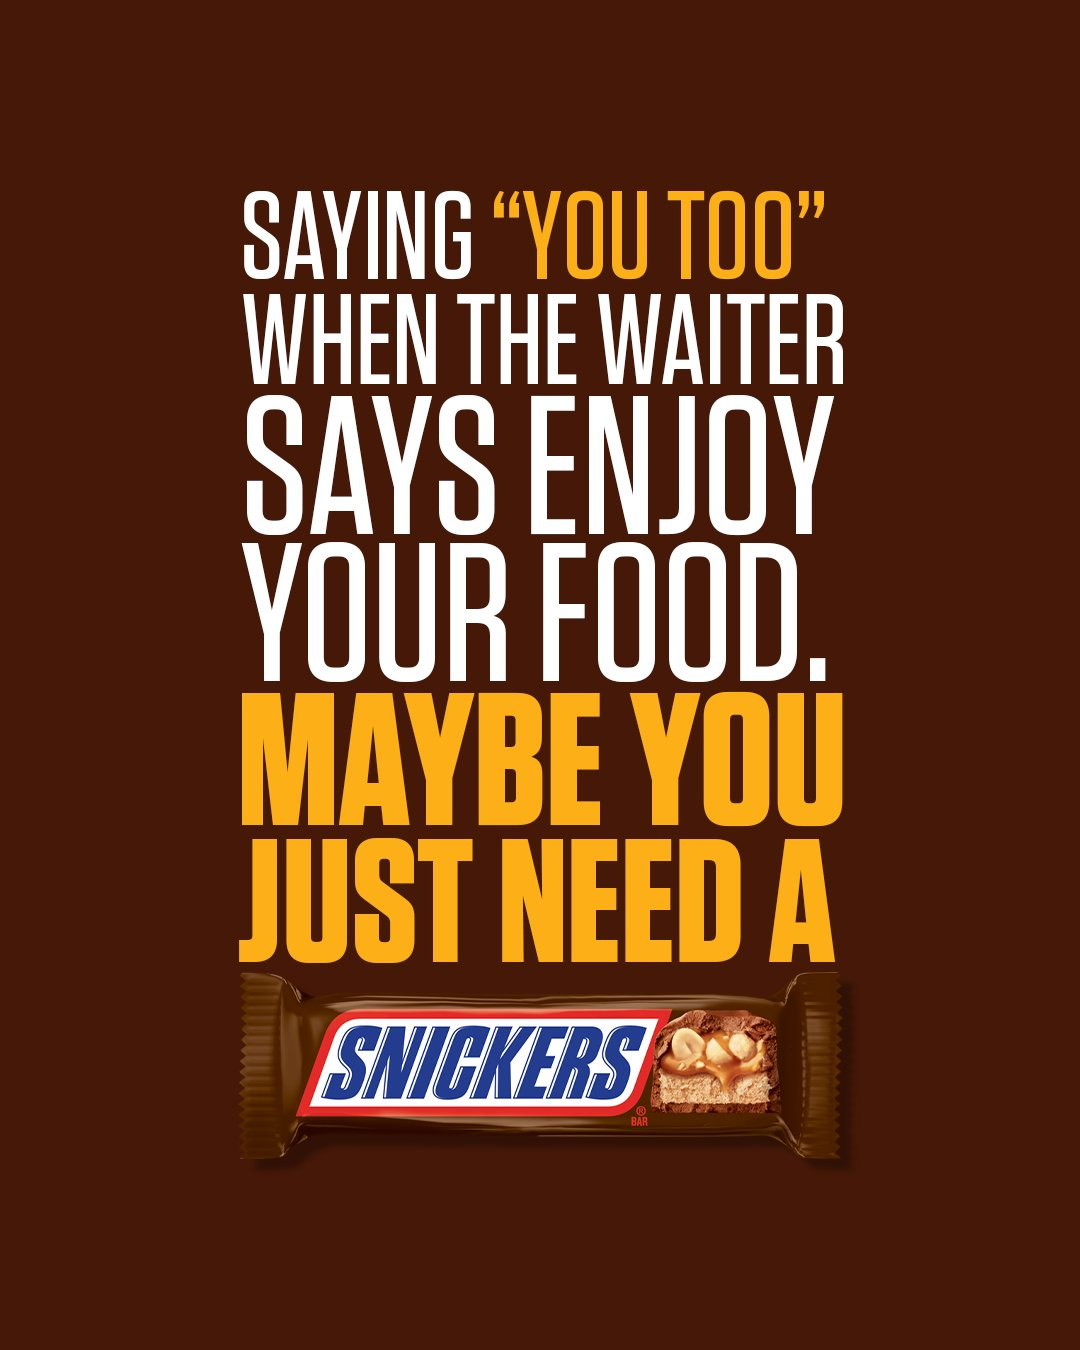 SAYING “YOU TOO”
WHEN THE WAITER
SAYS ENJOY
YOUR FOOD.
MAYBE YOU
JUST NEED A
SNICKERS
®
BAR